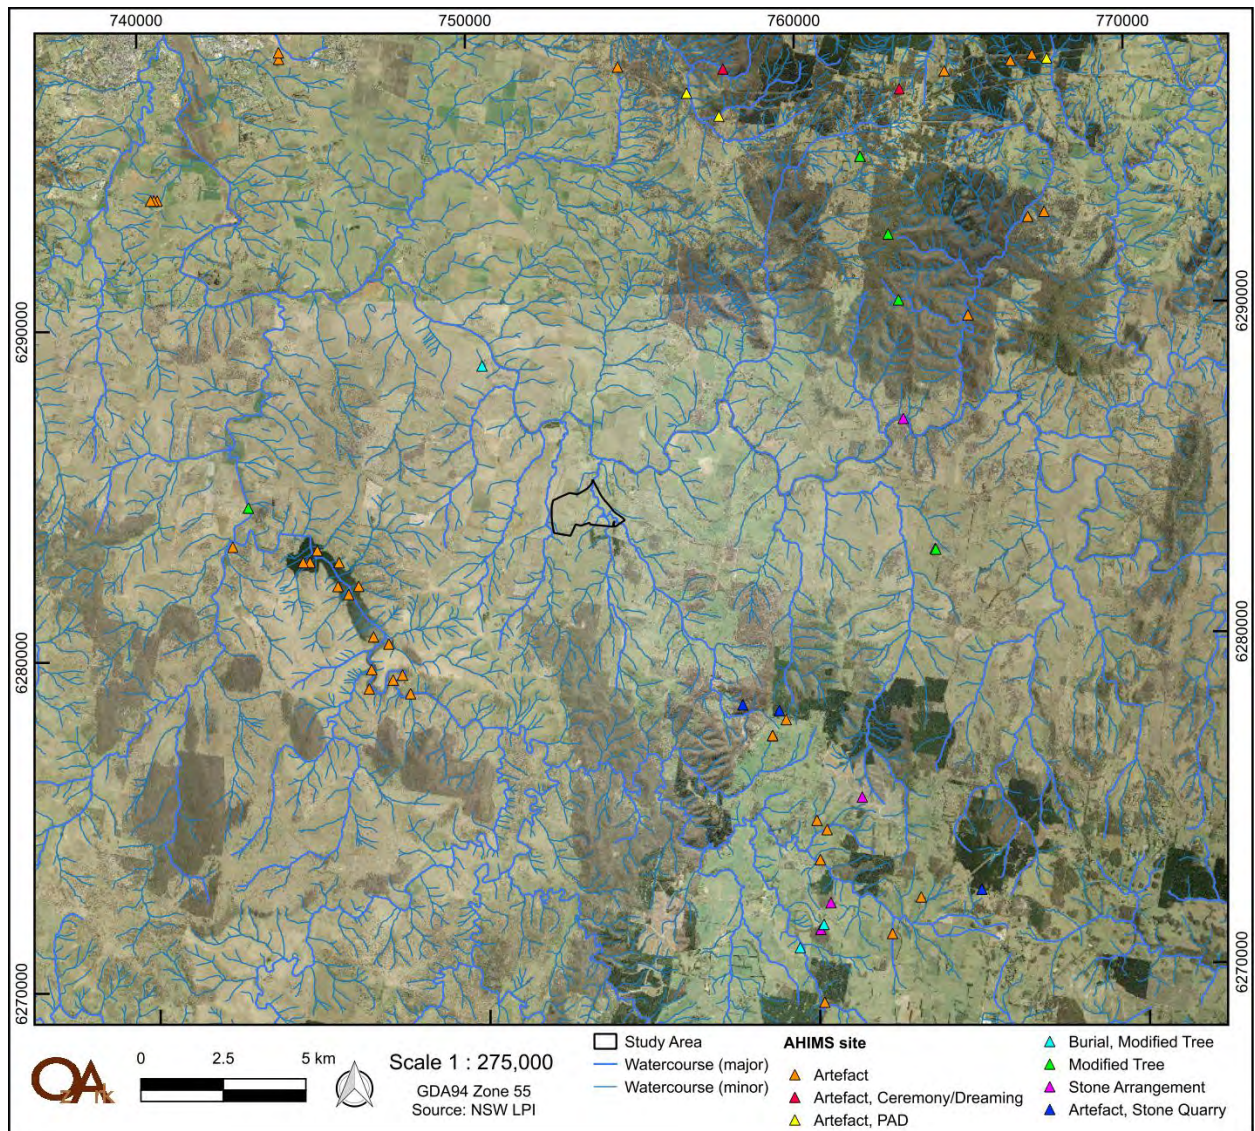 740000 750000 760000 770000
6290000 6290000
6280000 6280000
6270000 6270000
OzArk
0 2.5 5 km
Scale 1 : 275,000
GDA94 Zone 55
Source: NSW LPI
Study Area
Watercourse (major)
Watercourse (minor)
AHIMS site
Artefact
Artefact, Ceremony/Dreaming
Artefact, PAD
Burial, Modified Tree
Modified Tree
Stone Arrangement
Artefact, Stone Quarry